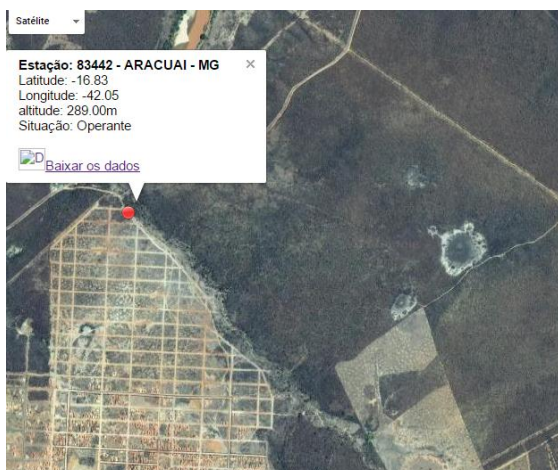 Satélite
Estação: 83442 - ARACUAI - MG
Latitude: -16.83
Longitude: -42.05
altitude: 289.00m
Situação: Operante
D Baixar os dados